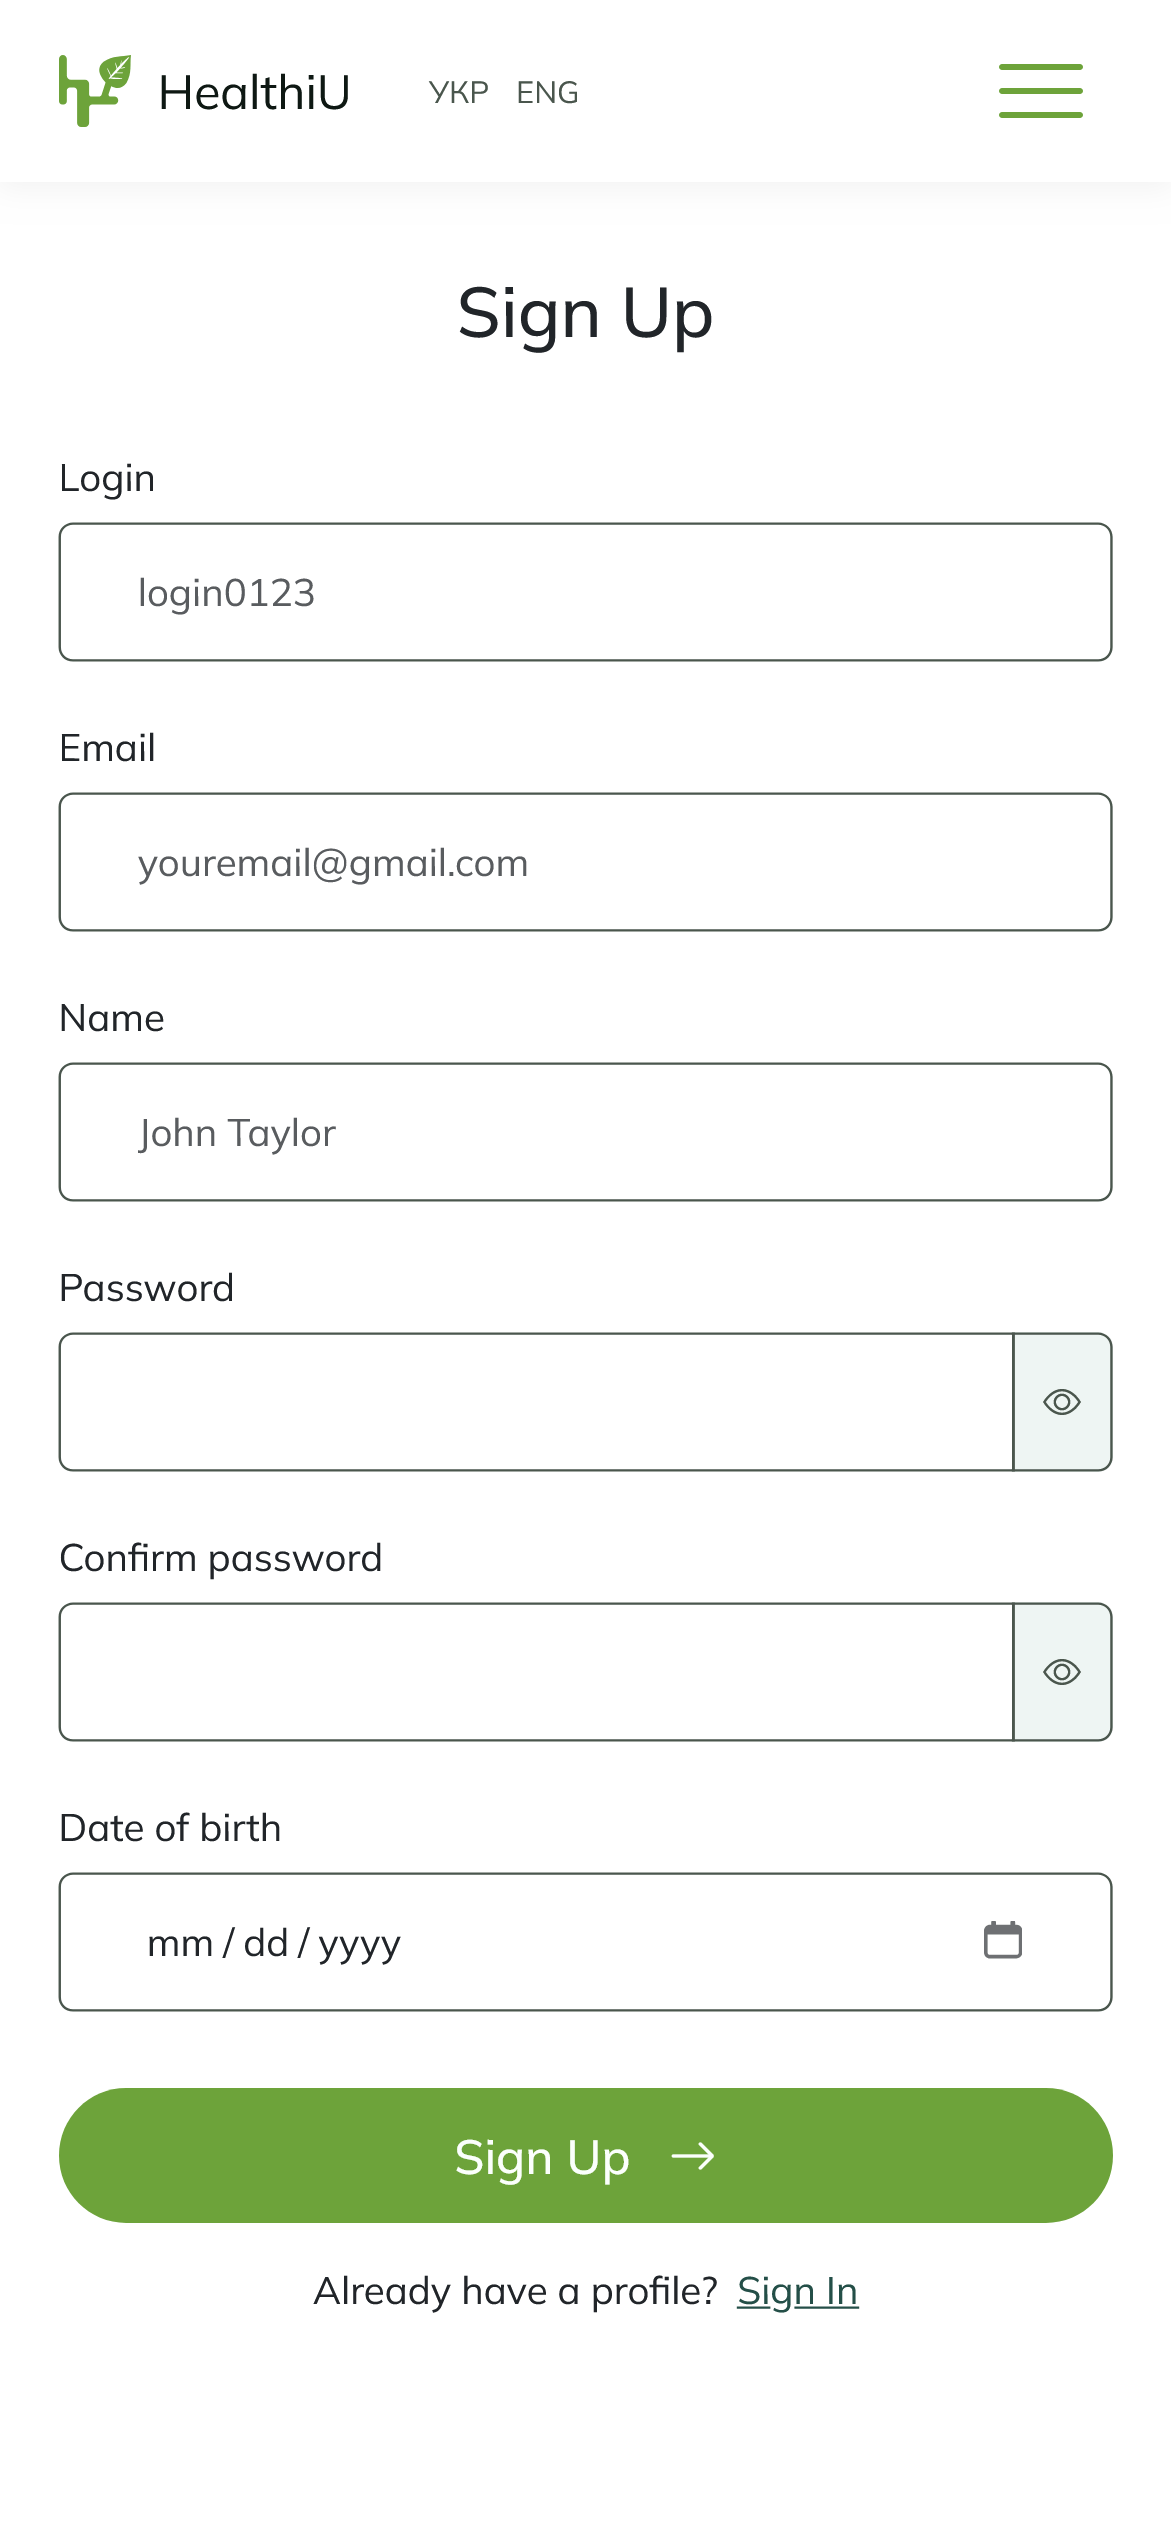 HealthiU УКР ENG
Sign Up
Login
login0123
Email
youremail@gmail.com
Name
John Taylor
Password
Confirm password
Date of birth
mm / dd / yyyy
Sign Up
Already have a profile? Sign In